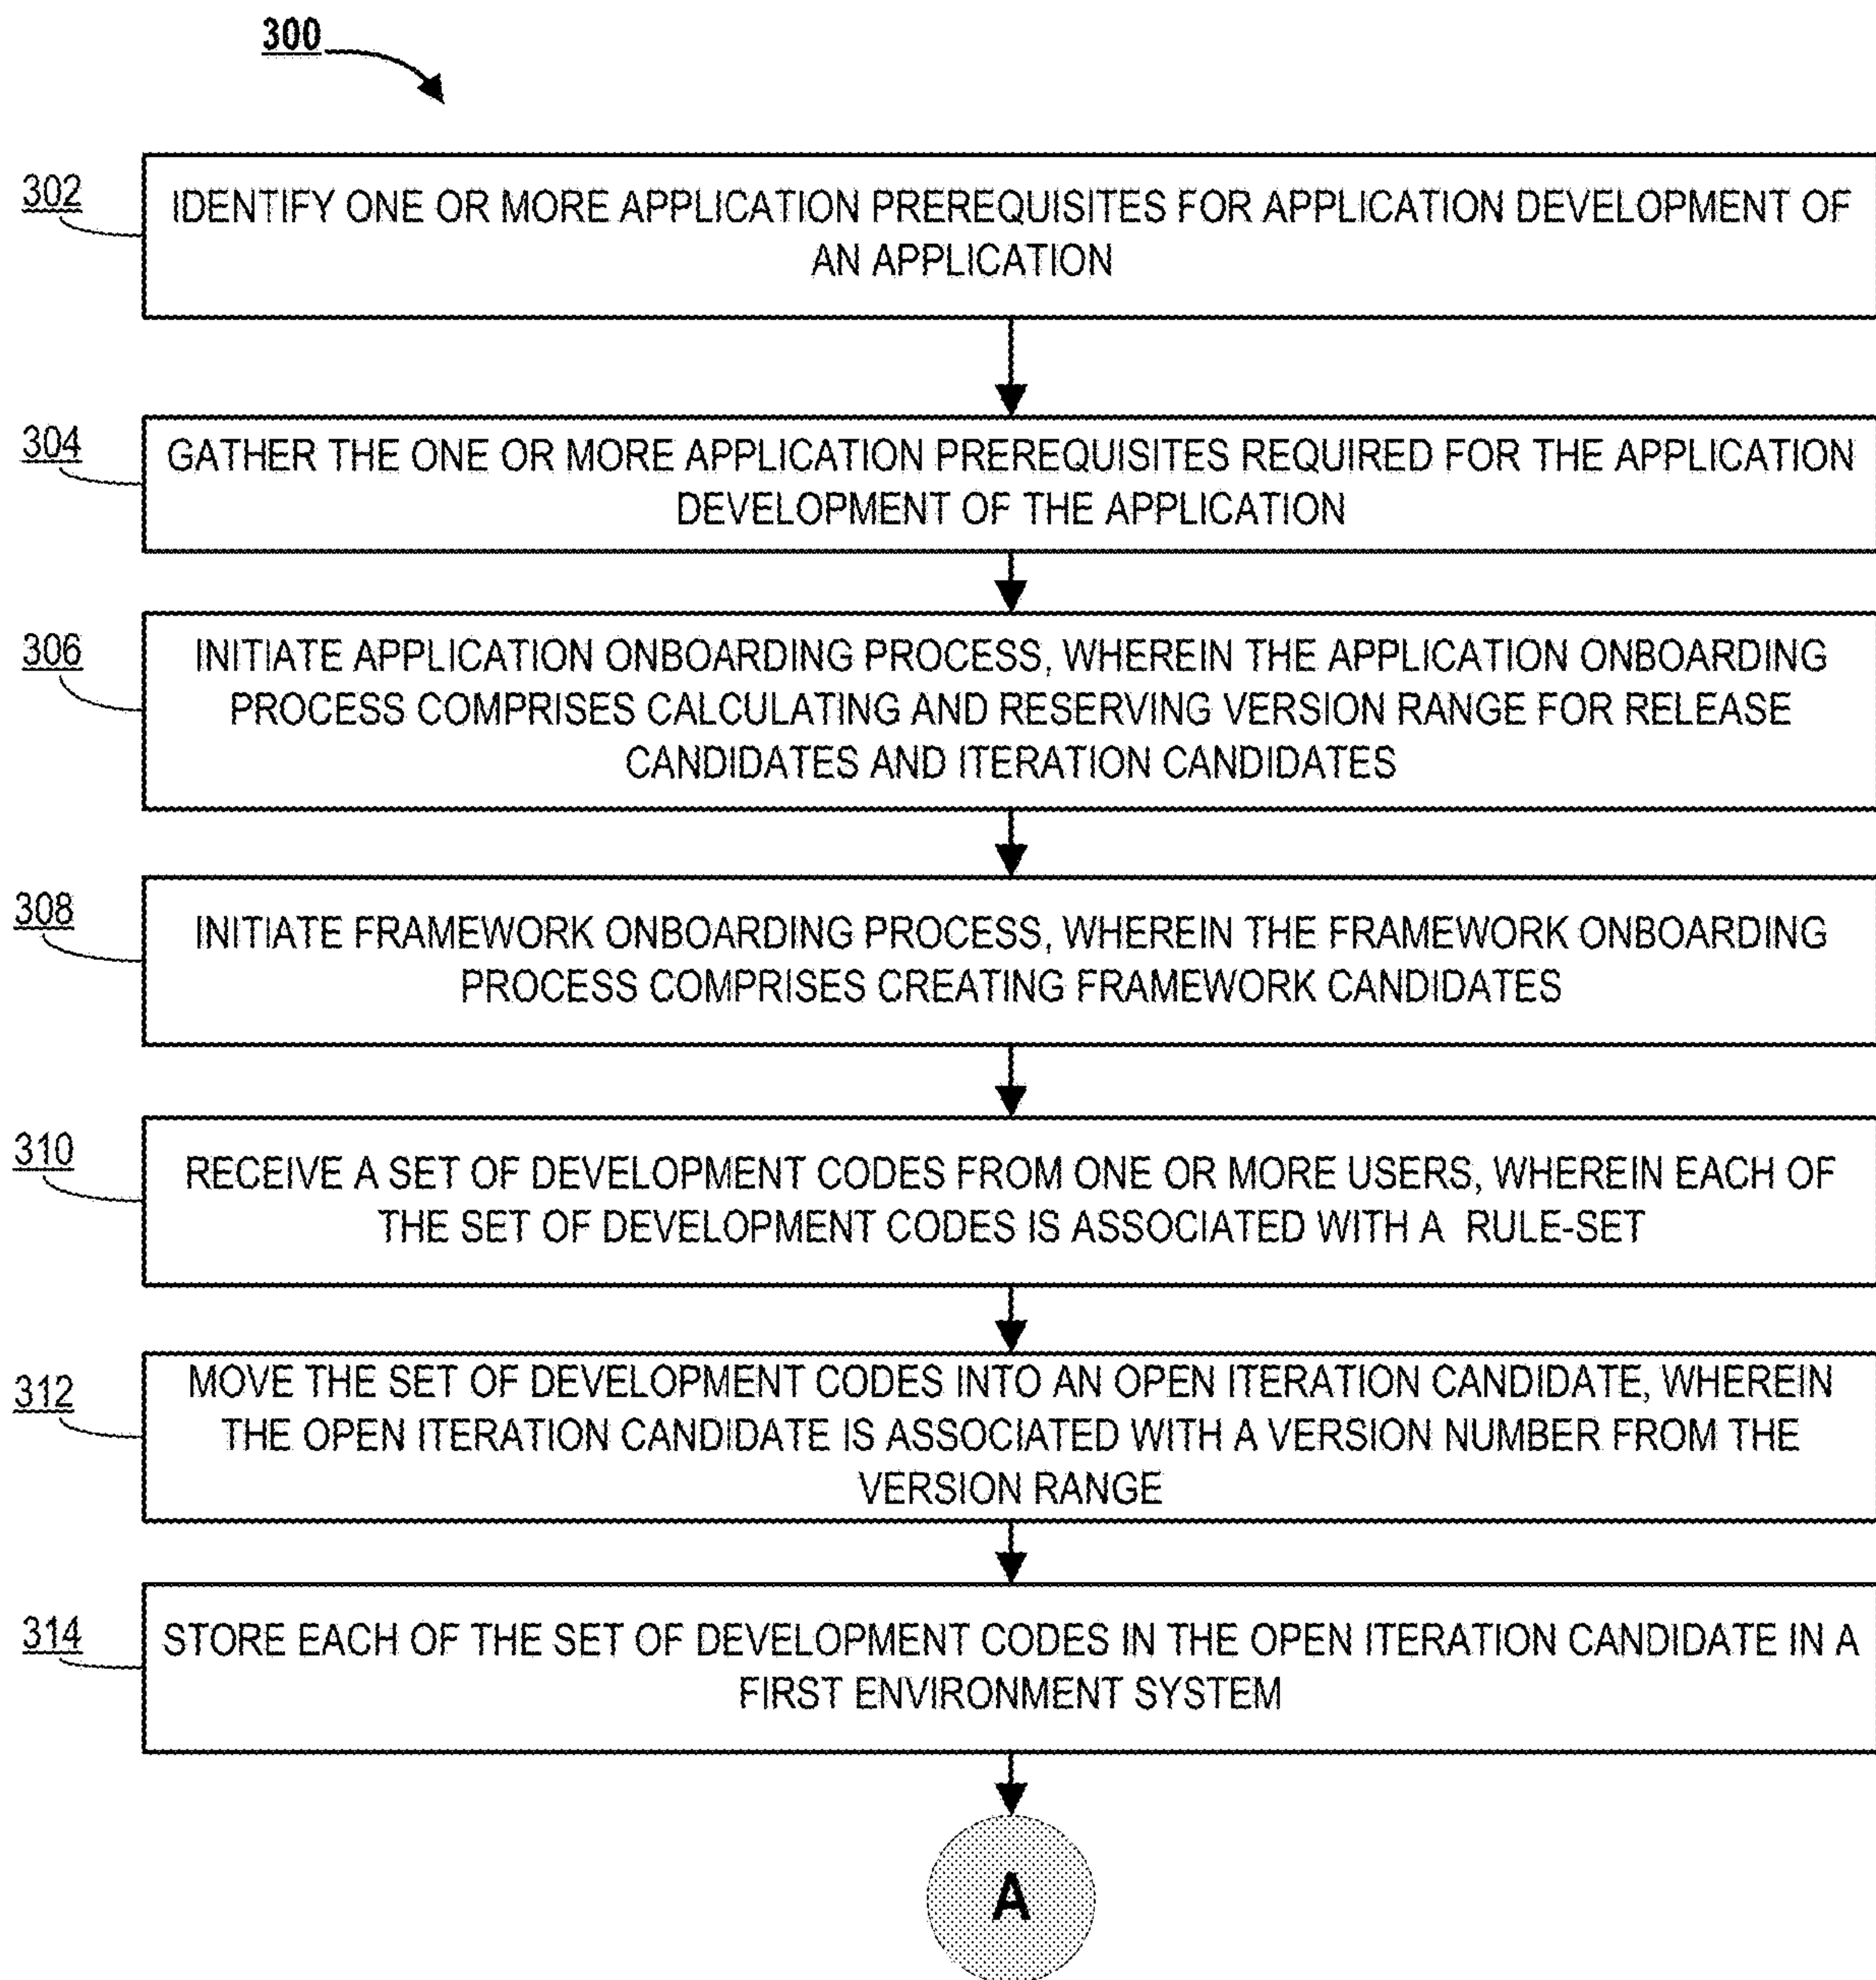 300
302
IDENTIFY ONE OR MORE APPLICATION PREREQUISITES FOR APPLICATION DEVELOPMENT OF
AN APPLICATION
304
GATHER THE ONE OR MORE APPLICATION PREREQUISITES REQUIRED FOR THE APPLICATION
DEVELOPMENT OF THE APPLICATION
306
INITIATE APPLICATION ONBOARDING PROCESS, WHEREIN THE APPLICATION ONBOARDING
PROCESS COMPRISES CALCULATING AND RESERVING VERSION RANGE FOR RELEASE
CANDIDATES AND ITERATION CANDIDATES
308
INITIATE FRAMEWORK ONBOARDING PROCESS, WHEREIN THE FRAMEWORK ONBOARDING
PROCESS COMPRISES CREATING FRAMEWORK CANDIDATES
310
RECEIVE A SET OF DEVELOPMENT CODES FROM ONE OR MORE USERS, WHEREIN EACH OF
THE SET OF DEVELOPMENT CODES IS ASSOCIATED WITH A RULE-SET
312
MOVE THE SET OF DEVELOPMENT CODES INTO AN OPEN ITERATION CANDIDATE, WHEREIN
THE OPEN ITERATION CANDIDATE IS ASSOCIATED WITH A VERSION NUMBER FROM THE
VERSION RANGE
314
STORE EACH OF THE SET OF DEVELOPMENT CODES IN THE OPEN ITERATION CANDIDATE IN A
FIRST ENVIRONMENT SYSTEM
A